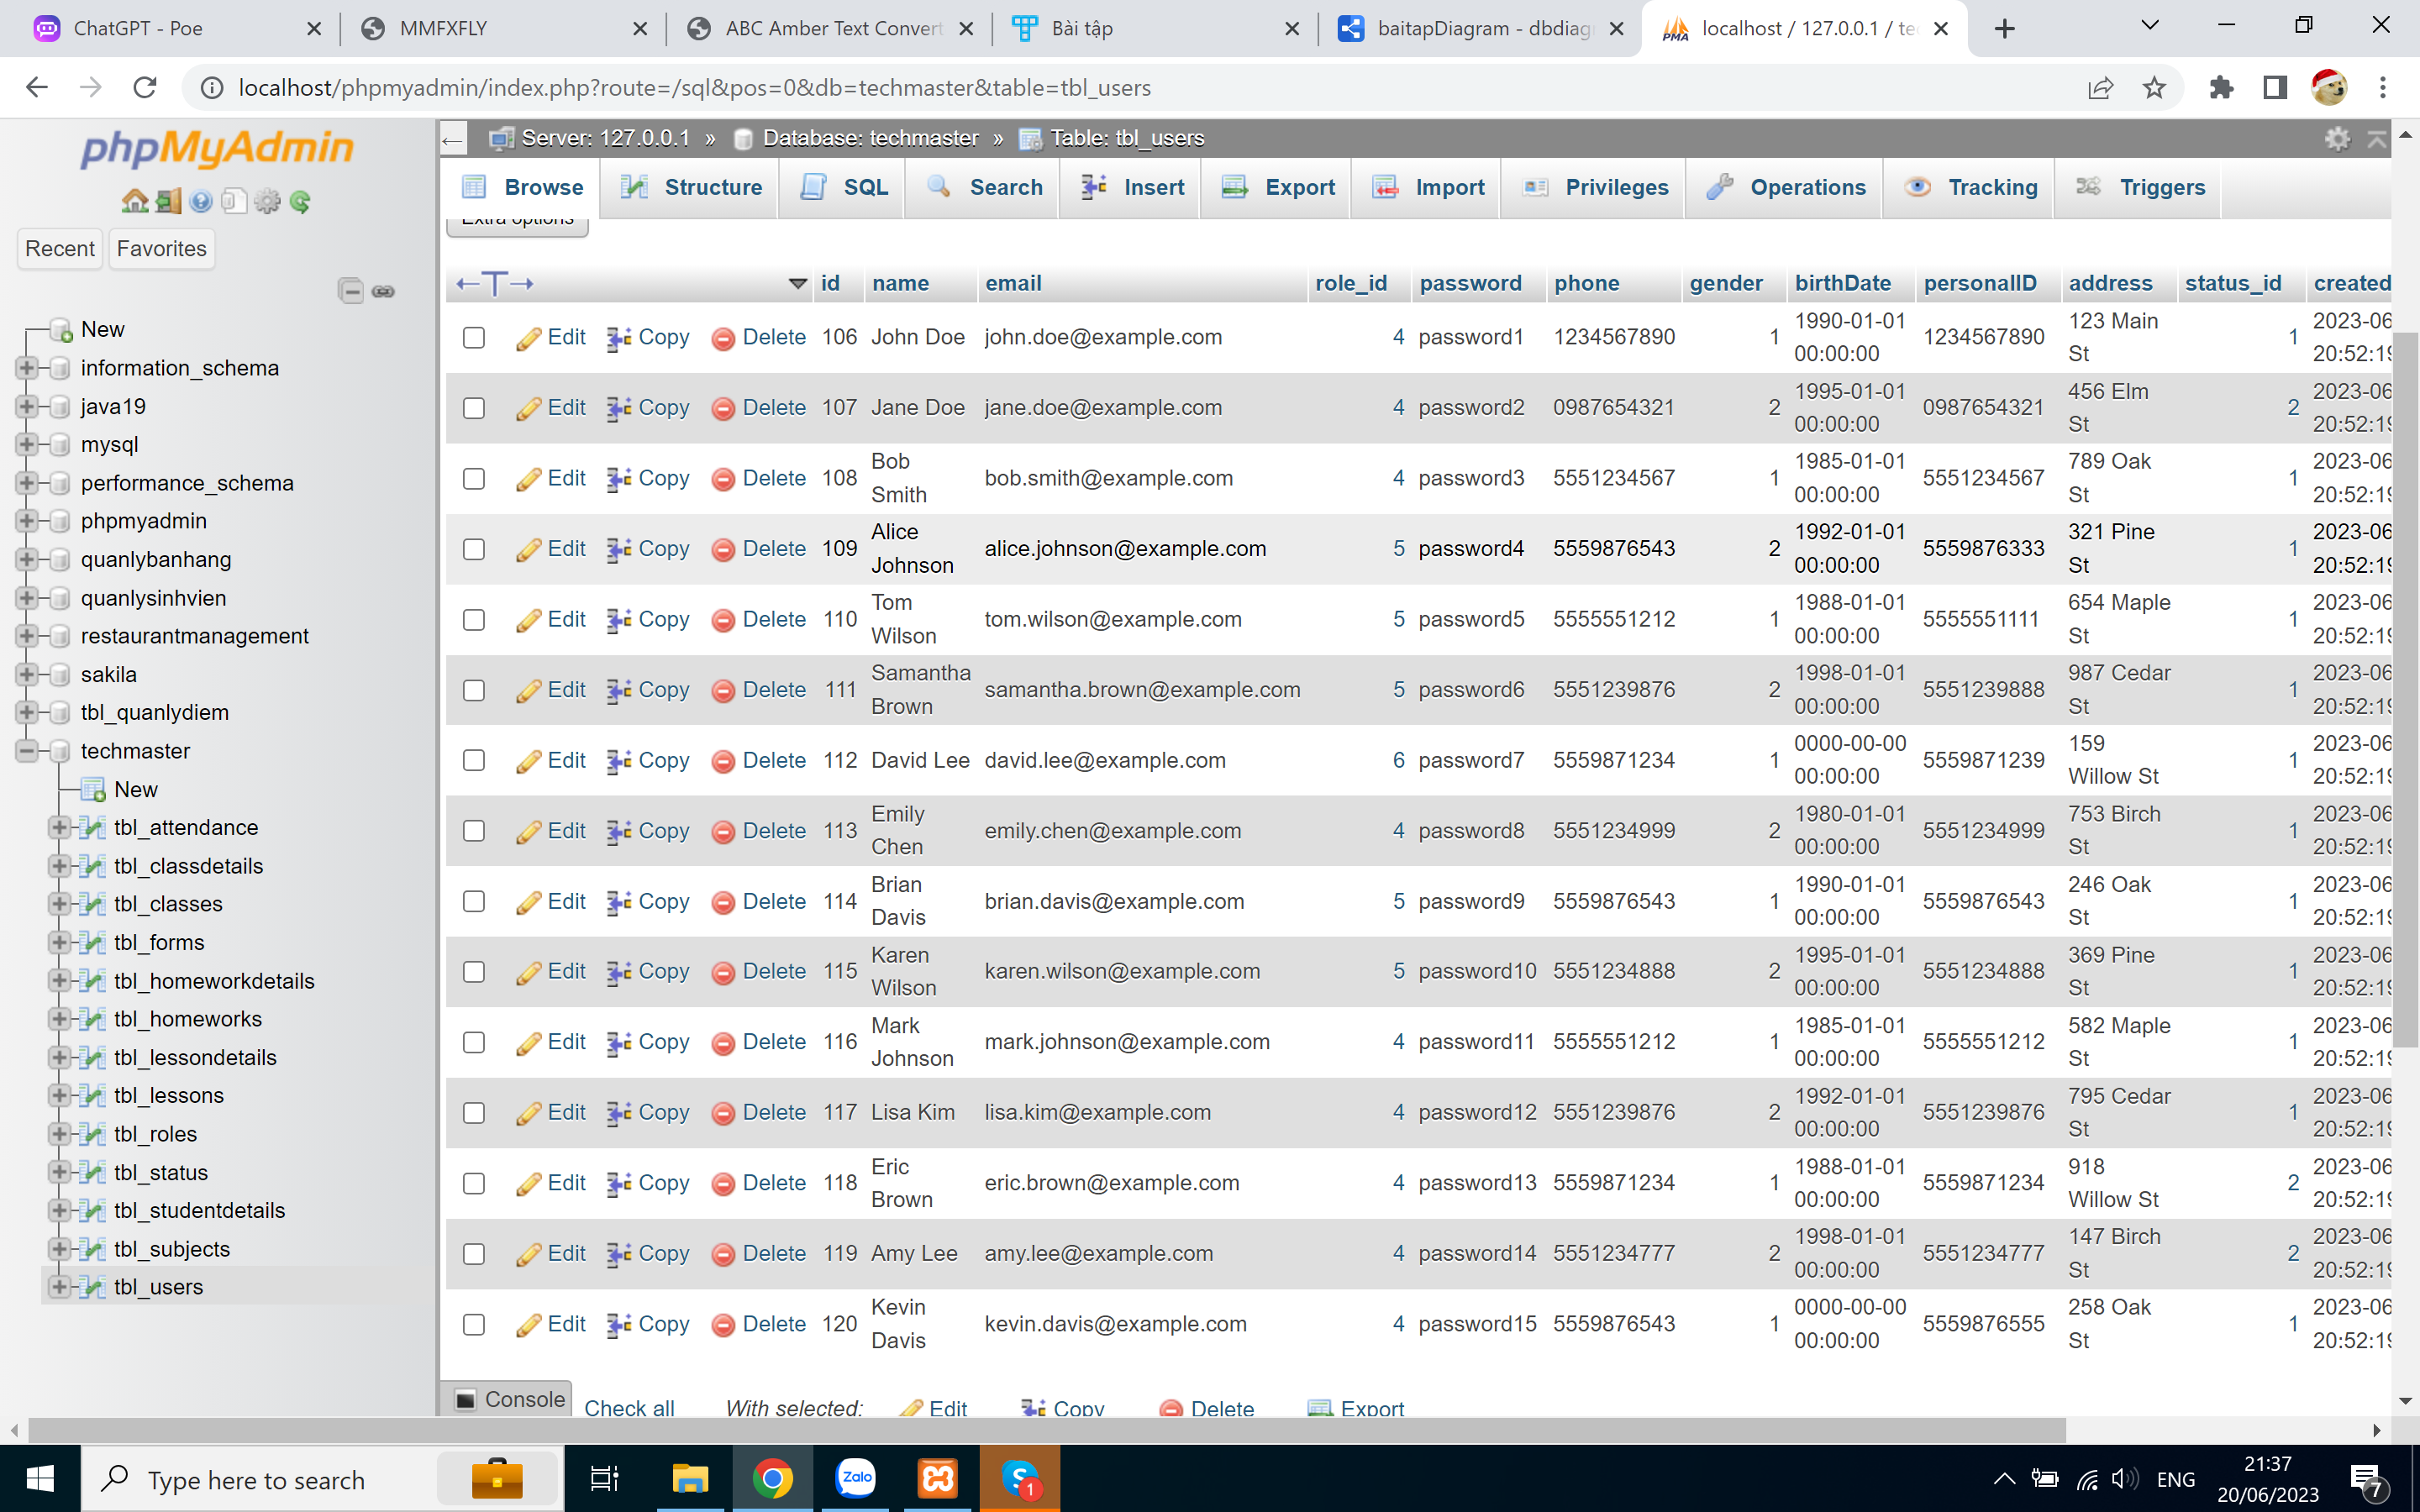 ChatGPT - Poe
MMFXFLY
ABC Amber Text Convert
Bài tập
baitapDiagram - dbdiag
localhost / 127.0.0.1 / te
localhost/phpmyadmin/index.php?route=/sql&pos=0&db=techmaster&table=tbl_users
phpMyAdmin
Recent Favorites
New
information_schema
java19
mysql
performance_schema
phpmyadmin
quanlybanhang
quanlysinhvien
restaurantmanagement
sakila
tbl_quanlydiem
techmaster
New
tbl_attendance
tbl_classdetails
tbl_classes
tbl_forms
tbl_homeworkdetails
tbl_homeworks
tbl_lessondetails
tbl_lessons
tbl_roles
tbl_status
tbl_studentdetails
tbl_subjects
tbl_users
Server: 127.0.0.1 » Database: techmaster » Table: tbl_users
Browse Structure SQL Search Insert Export Import Privileges Operations Tracking Triggers
Extra options
id name email role_id password phone gender birthDate personalID address status_id created
Edit Copy Delete 106 John Doe john.doe@example.com 4 password1 1234567890 1 1990-01-01 00:00:00 1234567890 123 Main St 1 2023-06 20:52:19
Edit Copy Delete 107 Jane Doe jane.doe@example.com 4 password2 0987654321 2 1995-01-01 00:00:00 0987654321 456 Elm St 2 2023-06 20:52:19
Edit Copy Delete 108 Bob Smith bob.smith@example.com 4 password3 5551234567 1 1985-01-01 00:00:00 5551234567 789 Oak St 1 2023-06 20:52:19
Edit Copy Delete 109 Alice Johnson alice.johnson@example.com 5 password4 5559876543 2 1992-01-01 00:00:00 5559876333 321 Pine St 1 2023-06 20:52:19
Edit Copy Delete 110 Tom Wilson tom.wilson@example.com 5 password5 5555551212 1 1988-01-01 00:00:00 5555551111 654 Maple St 1 2023-06 20:52:19
Edit Copy Delete 111 Samantha Brown samantha.brown@example.com 5 password6 5551239876 2 1998-01-01 00:00:00 5551239888 987 Cedar St 1 2023-06 20:52:19
Edit Copy Delete 112 David Lee david.lee@example.com 6 password7 5559871234 1 0000-00-00 00:00:00 5559871239 159 Willow St 1 2023-06 20:52:19
Edit Copy Delete 113 Emily Chen emily.chen@example.com 4 password8 5551234999 2 1980-01-01 00:00:00 5551234999 753 Birch St 1 2023-06 20:52:19
Edit Copy Delete 114 Brian Davis brian.davis@example.com 5 password9 5559876543 1 1990-01-01 00:00:00 5559876543 246 Oak St 1 2023-06 20:52:19
Edit Copy Delete 115 Karen Wilson karen.wilson@example.com 5 password10 5551234888 2 1995-01-01 00:00:00 5551234888 369 Pine St 1 2023-06 20:52:19
Edit Copy Delete 116 Mark Johnson mark.johnson@example.com 4 password11 5555551212 1 1985-01-01 00:00:00 5555551212 582 Maple St 1 2023-06 20:52:19
Edit Copy Delete 117 Lisa Kim lisa.kim@example.com 4 password12 5551239876 2 1992-01-01 00:00:00 5551239876 795 Cedar St 1 2023-06 20:52:19
Edit Copy Delete 118 Eric Brown eric.brown@example.com 4 password13 5559871234 1 1988-01-01 00:00:00 5559871234 918 Willow St 2 2023-06 20:52:19
Edit Copy Delete 119 Amy Lee amy.lee@example.com 4 password14 5551234777 2 1998-01-01 00:00:00 5551234777 147 Birch St 2 2023-06 20:52:19
Edit Copy Delete 120 Kevin Davis kevin.davis@example.com 4 password15 5559876543 1 0000-00-00 00:00:00 5559876555 258 Oak St 1 2023-06 20:52:19
Console Check all With selected: Edit Copy Delete Export
Type here to search
Zalo
S 1
ENG
21:37
20/06/2023
7